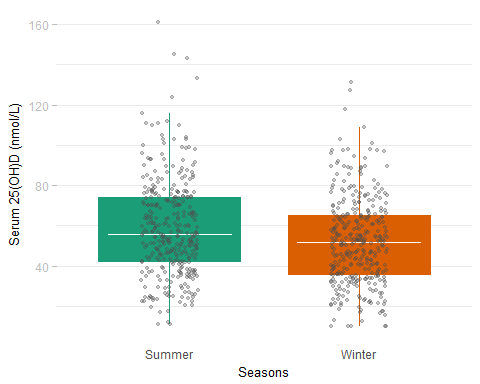 Serum 25(OH)D (nmol/L)
160
120
80
40
Summer
Winter
Seasons